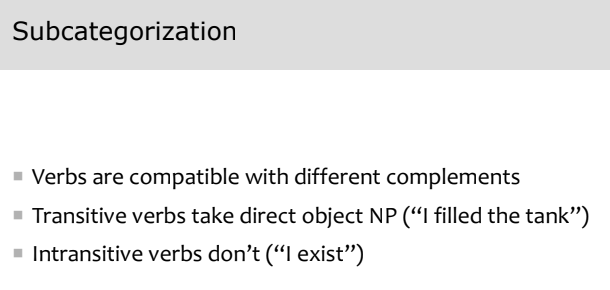 Subcategorization
Verbs are compatible with different complements
Transitive verbs take direct object NP (“I filled the tank”)
Intransitive verbs don’t (“I exist”)